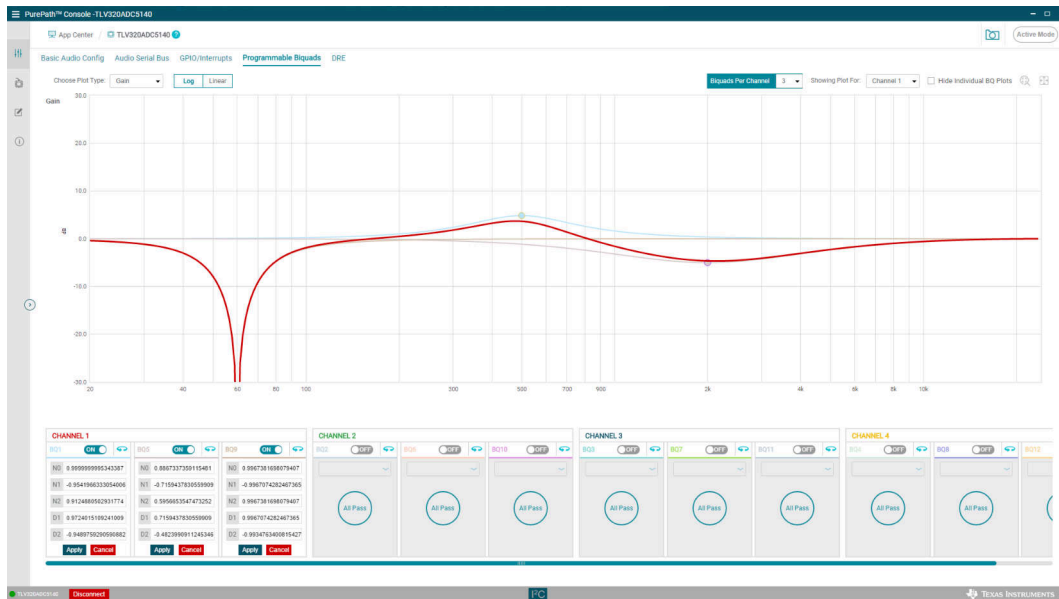 PurePath™ Console -TLV320ADC5140
App Center / TLV320ADC5140 ?
Active Mode
Basic Audio Config Audio Serial Bus GPIO/Interrupts Programmable Biquads DRE
Choose Plot Type: Gain Log Linear Biquads Per Channel 3 Showing Plot For: Channel 1 Hide Individual BQ Plots
Gain
30.0
20.0
10.0
0.0
-10.0
-20.0
-30.0
20 40 60 80 100 300 500 700 900 2k 4k 6k 8k 10k
CHANNEL 1 CHANNEL 2 CHANNEL 3 CHANNEL 4
BQ1 ON BQ5 ON BQ9 ON BQ2 OFF BQ6 OFF BQ10 OFF BQ3 OFF BQ7 OFF BQ11 OFF BQ4 OFF BQ8 OFF BQ12
N0 0.9999999995343387 N0 0.8867337359115481 N0 0.9967381698079407
N1 -0.9541966333054006 N1 -0.7159437830559909 N1 -0.9967074282467365
N2 0.9124880582931774 N2 0.5956653547473252 N2 0.9967381698079407
All Pass All Pass All Pass All Pass All Pass All Pass All Pass All Pass
D1 0.9724015109241009 D1 0.7159437830559909 D1 0.9967074282467365
D2 -0.9489759290596882 D2 -0.4823990911245346 D2 -0.9934763400815427
Apply Cancel Apply Cancel Apply Cancel
TLV320ADC5140 Disconnect I²C TEXAS INSTRUMENTS